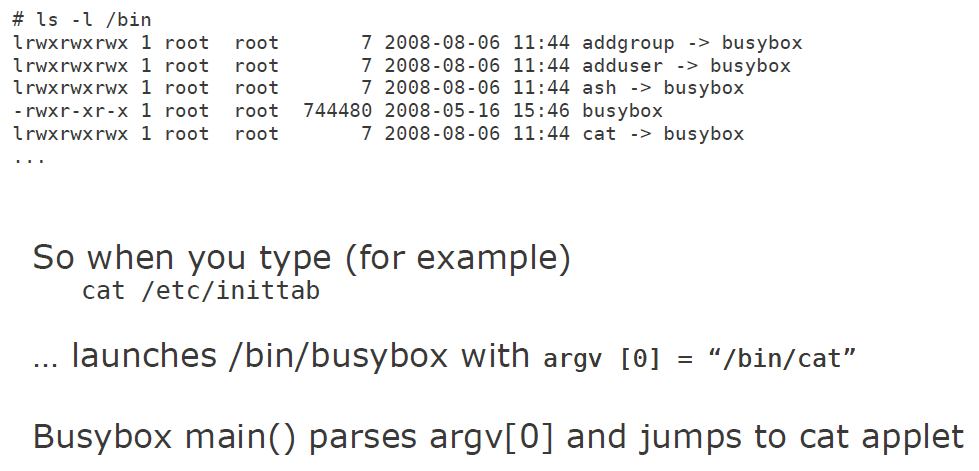 # ls -l /bin
lrwxrwxrwx 1 root  root       7 2008-08-06 11:44 addgroup -> busybox
lrwxrwxrwx 1 root  root       7 2008-08-06 11:44 adduser -> busybox
lrwxrwxrwx 1 root  root       7 2008-08-06 11:44 ash -> busybox
-rwxr-xr-x 1 root  root  744480 2008-05-16 15:46 busybox
lrwxrwxrwx 1 root  root       7 2008-08-06 11:44 cat -> busybox
...
So when you type (for example)
cat /etc/inittab
… launches /bin/busybox with argv [0] = “/bin/cat”
Busybox main() parses argv[0] and jumps to cat applet